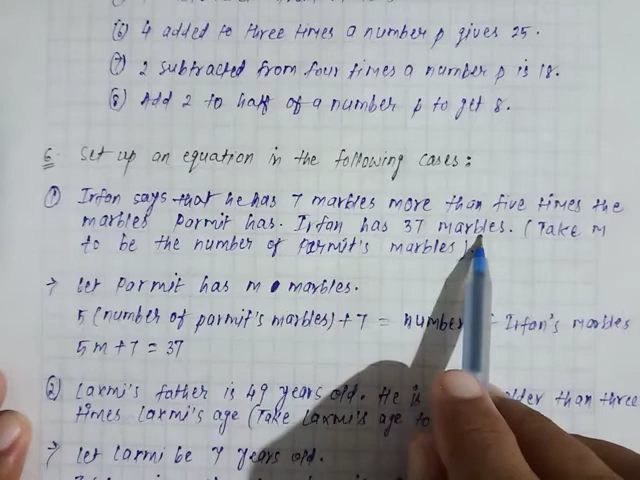 (6) 4 added to three times a number p gives 25.
(7) 2 subtracted from four times a number p is 18.
(8) Add 2 to half of a number p to get 8.
6. Set up an equation in the following cases:
(1) Irfan says that he has 7 marbles more than five times the
marbles Parmit has. Irfan has 37 marbles. (Take m
to be the number of Parmit's marbles)
→ Let Parmit has m marbles.
5 (number of parmit's marbles) + 7 = number Irfan's marbles
5m + 7 = 37
(2) Laxmi's father is 49 years old. He is older than three
times Laxmi's age (Take Laxmi's age to
→ Let Laxmi be y years old.